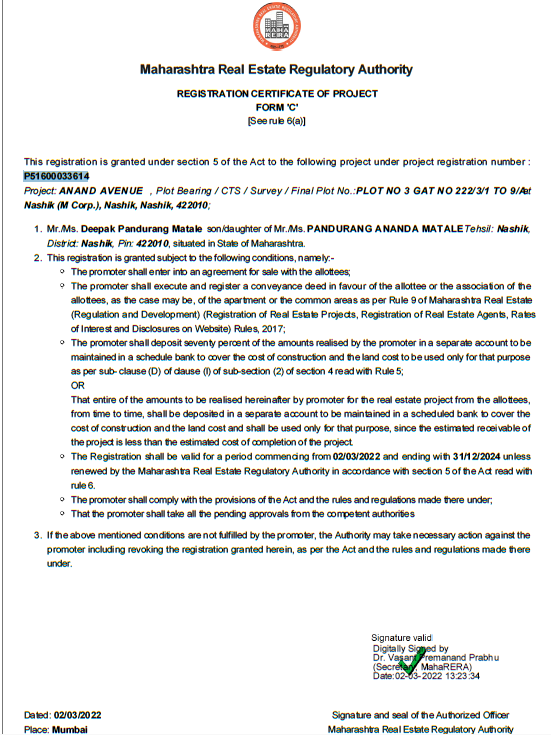 MAHA
RERA
Maharashtra Real Estate Regulatory Authority
REGISTRATION CERTIFICATE OF PROJECT
FORM 'C'
[See rule 6(a)]
This registration is granted under section 5 of the Act to the following project under project registration number :
P51600033614
Project: ANAND AVENUE , Plot Bearing / CTS / Survey / Final Plot No.:PLOT NO 3 GAT NO 222/3/1 TO 9/Aat
Nashik (M Corp.), Nashik, Nashik, 422010;
1. Mr./Ms. Deepak Pandurang Matale son/daughter of Mr./Ms. PANDURANG ANANDA MATALE Tehsil: Nashik,
District: Nashik, Pin: 422010, situated in State of Maharashtra.
2. This registration is granted subject to the following conditions, namely:-
○ The promoter shall enter into an agreement for sale with the allottees;
○ The promoter shall execute and register a conveyance deed in favour of the allottee or the association of the
allottees, as the case may be, of the apartment or the common areas as per Rule 9 of Maharashtra Real Estate
(Regulation and Development) (Registration of Real Estate Projects, Registration of Real Estate Agents, Rates
of Interest and Disclosures on Website) Rules, 2017;
○ The promoter shall deposit seventy percent of the amounts realised by the promoter in a separate account to be
maintained in a schedule bank to cover the cost of construction and the land cost to be used only for that purpose
as per sub- clause (D) of clause (l) of sub-section (2) of section 4 read with Rule 5;
OR
That entire of the amounts to be realised hereinafter by promoter for the real estate project from the allottees,
from time to time, shall be deposited in a separate account to be maintained in a scheduled bank to cover the
cost of construction and the land cost and shall be used only for that purpose, since the estimated receivable of
the project is less than the estimated cost of completion of the project.
○ The Registration shall be valid for a period commencing from 02/03/2022 and ending with 31/12/2024 unless
renewed by the Maharashtra Real Estate Regulatory Authority in accordance with section 5 of the Act read with
rule 6.
○ The promoter shall comply with the provisions of the Act and the rules and regulations made there under;
○ That the promoter shall take all the pending approvals from the competent authorities
3. If the above mentioned conditions are not fulfilled by the promoter, the Authority may take necessary action against the
promoter including revoking the registration granted herein, as per the Act and the rules and regulations made there
under.
Signature valid
Digitally Signed by
Dr. Vasant Premanand Prabhu
(Secretary, MahaRERA)
Date:02-03-2022 13:23:34
Dated: 02/03/2022
Signature and seal of the Authorized Officer
Place: Mumbai
Maharashtra Real Estate Regulatory Authority